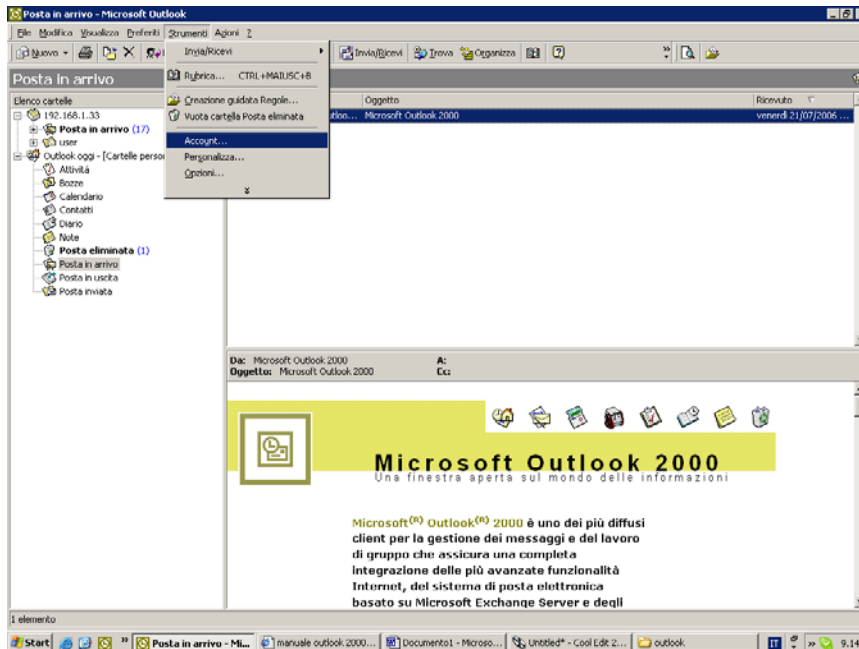 Posta in arrivo - Microsoft Outlook
File Modifica Visualizza Preferiti Strumenti Azioni ?
Nuovo Invia/Ricevi Trova Organizza
Posta in arrivo
Invia/Ricevi
Rubrica... CTRL+MAIUSC+B
Creazione guidata Regole...
Vuota cartella Posta eliminata
Account...
Personalizza...
Opzioni...
Elenco cartelle
192.168.1.33
Posta in arrivo (17)
user
Outlook oggi - [Cartelle perso
Attività
Bozze
Calendario
Contatti
Diario
Note
Posta eliminata (1)
Posta in arrivo
Posta in uscita
Posta inviata
Oggetto Ricevuto
tloo... Microsoft Outlook 2000 venerdì 21/07/2006 ...
Da: Microsoft Outlook 2000 A:
Oggetto: Microsoft Outlook 2000 Cc:
Microsoft Outlook 2000
Una finestra aperta sul mondo delle informazioni
Microsoft(R) Outlook(R) 2000 è uno dei più diffusi
client per la gestione dei messaggi e del lavoro
di gruppo che assicura una completa
integrazione delle più avanzate funzionalità
Internet, del sistema di posta elettronica
basato su Microsoft Exchange Server e degli
1 elemento
Start Posta in arrivo - Mi... manuale outlook 2000... Documento1 - Microso... Untitled* - Cool Edit 2... outlook IT 9.14